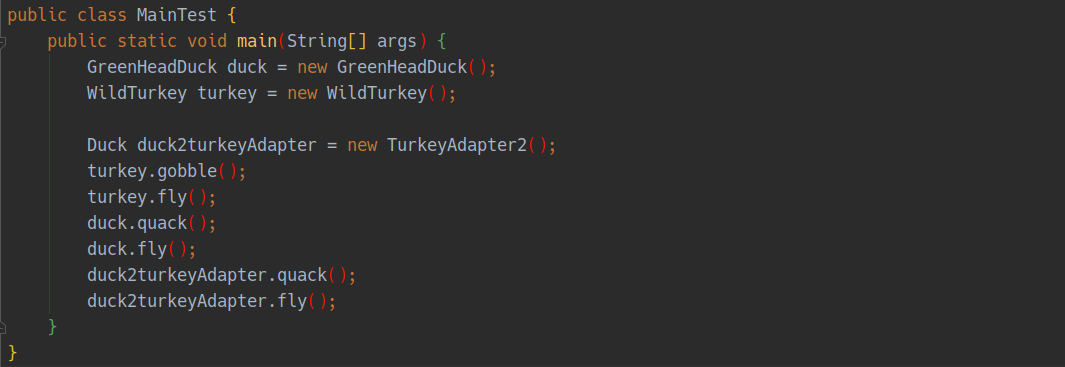 public class MainTest {
    public static void main(String[] args) {
        GreenHeadDuck duck = new GreenHeadDuck();
        WildTurkey turkey = new WildTurkey();

        Duck duck2turkeyAdapter = new TurkeyAdapter2();
        turkey.gobble();
        turkey.fly();
        duck.quack();
        duck.fly();
        duck2turkeyAdapter.quack();
        duck2turkeyAdapter.fly();
    }
}